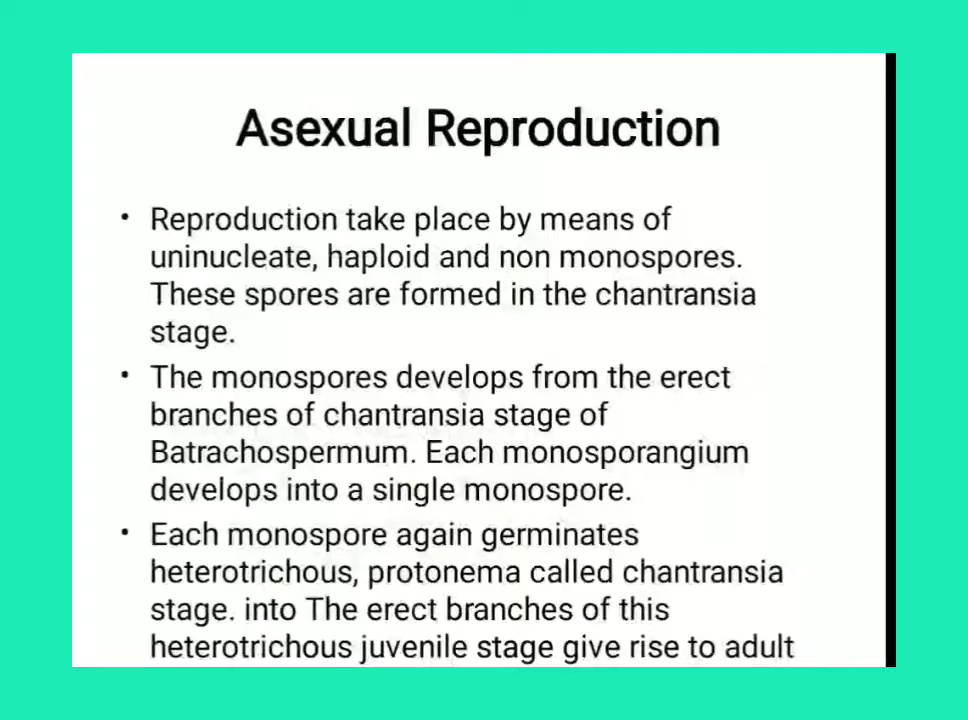 Asexual Reproduction
• Reproduction take place by means of
uninucleate, haploid and non monospores.
These spores are formed in the chantransia
stage.
• The monospores develops from the erect
branches of chantransia stage of
Batrachospermum. Each monosporangium
develops into a single monospore.
• Each monospore again germinates
heterotrichous, protonema called chantransia
stage. into The erect branches of this
heterotrichous juvenile stage give rise to adult